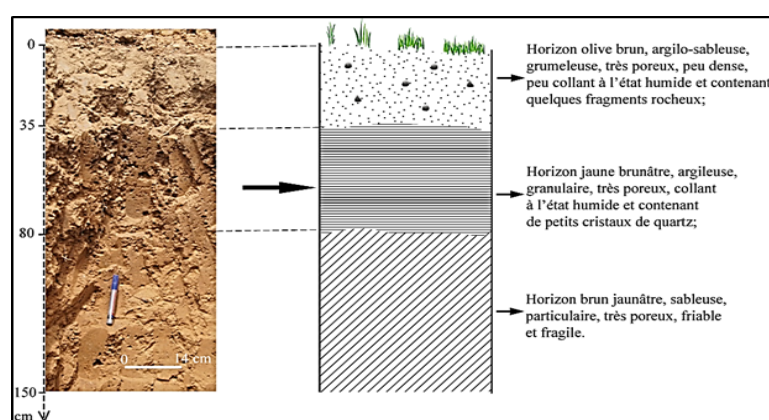 0
35
80
150
cm
0 14 cm
Horizon olive brun, argilo-sableuse,
grumeleuse, très poreux, peu dense,
peu collant à l'état humide et contenant
quelques fragments rocheux;
Horizon jaune brunâtre, argileuse,
granulaire, très poreux, collant
à l'état humide et contenant
de petits cristaux de quartz;
Horizon brun jaunâtre, sableuse,
particulaire, très poreux, friable
et fragile.